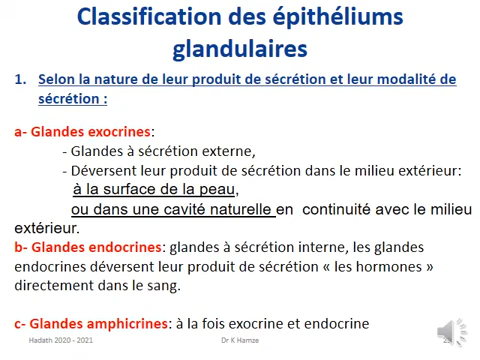 Classification des épithéliums
glandulaires
1. Selon la nature de leur produit de sécrétion et leur modalité de
sécrétion :
a- Glandes exocrines:
- Glandes à sécrétion externe,
- Déversent leur produit de sécrétion dans le milieu extérieur:
à la surface de la peau,
ou dans une cavité naturelle en continuité avec le milieu
extérieur.
b- Glandes endocrines: glandes à sécrétion interne, les glandes
endocrines déversent leur produit de sécrétion « les hormones »
directement dans le sang.
c- Glandes amphicrines: à la fois exocrine et endocrine
Hadath 2020 - 2021 Dr K Hamze